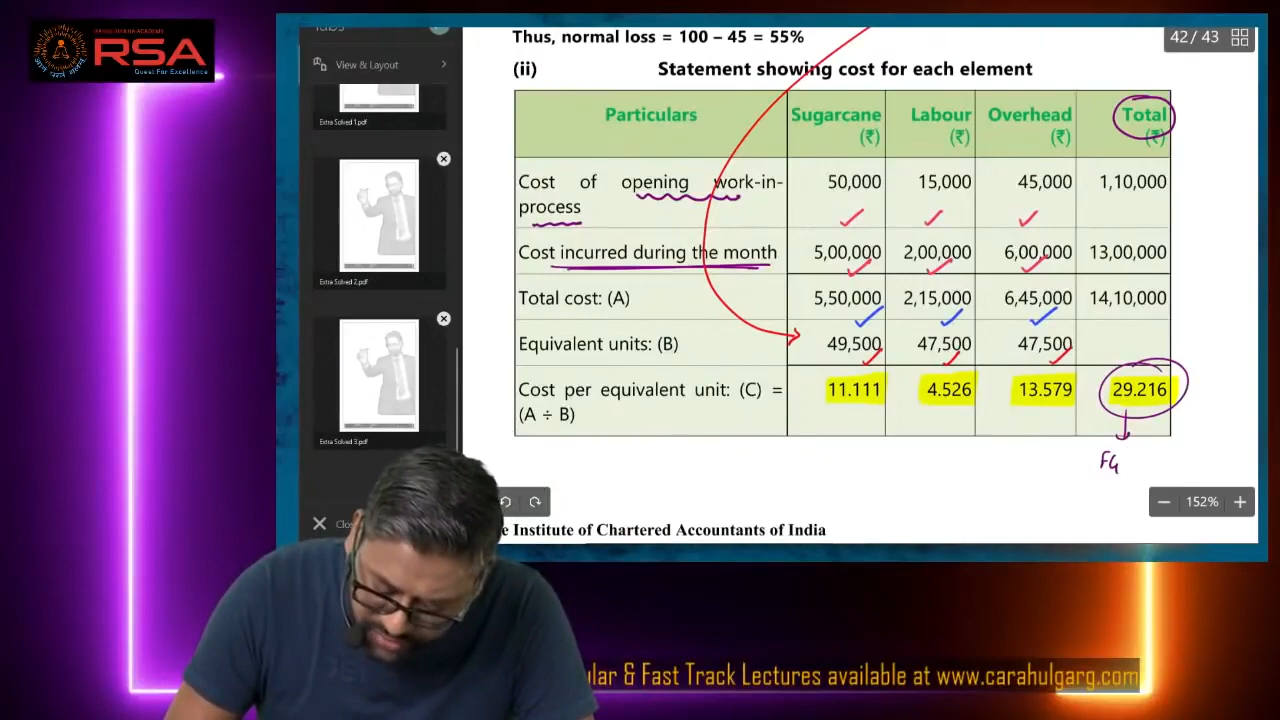 RSA
Quest For Excellence
View & Layout
Extra Solved 1.pdf
Extra Solved 2.pdf
Extra Solved 3.pdf
42 / 43
Thus, normal loss = 100 – 45 = 55%
(ii) Statement showing cost for each element
Particulars Sugarcane (₹) Labour (₹) Overhead (₹) Total (₹)
Cost of opening work-in-
process 50,000 15,000 45,000 1,10,000
Cost incurred during the month 5,00,000 2,00,000 6,00,000 13,00,000
Total cost: (A) 5,50,000 2,15,000 6,45,000 14,10,000
Equivalent units: (B) 49,500 47,500 47,500
Cost per equivalent unit: (C) = 11.111 4.526 13.579 29.216
(A ÷ B)
FG
152%
e Institute of Chartered Accountants of India
ular & Fast Track Lectures available at www.carahulgarg.com